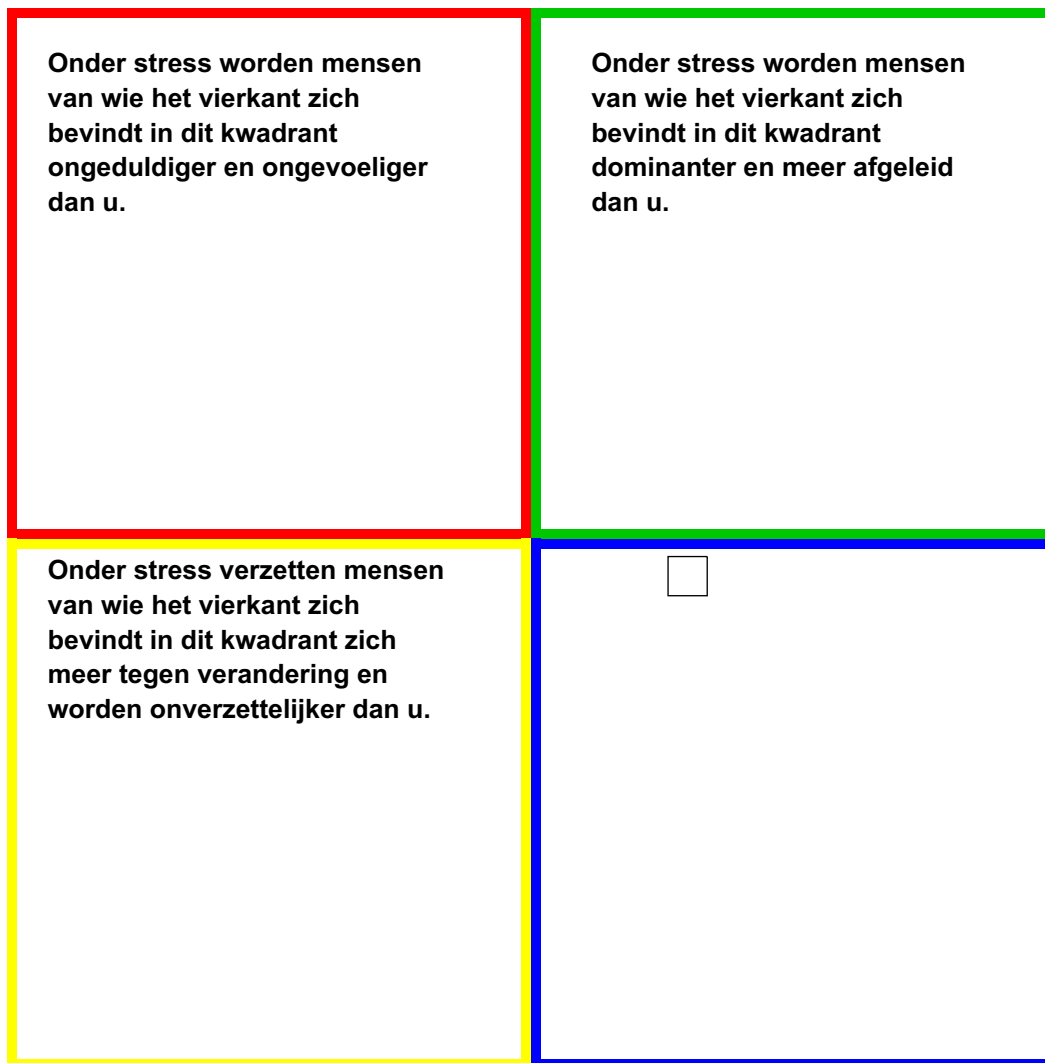 Onder stress worden mensen
van wie het vierkant zich
bevindt in dit kwadrant
ongeduldiger en ongevoeliger
dan u.
Onder stress worden mensen
van wie het vierkant zich
bevindt in dit kwadrant
dominanter en meer afgeleid
dan u.
Onder stress verzetten mensen
van wie het vierkant zich
bevindt in dit kwadrant zich
meer tegen verandering en
worden onverzettelijker dan u.